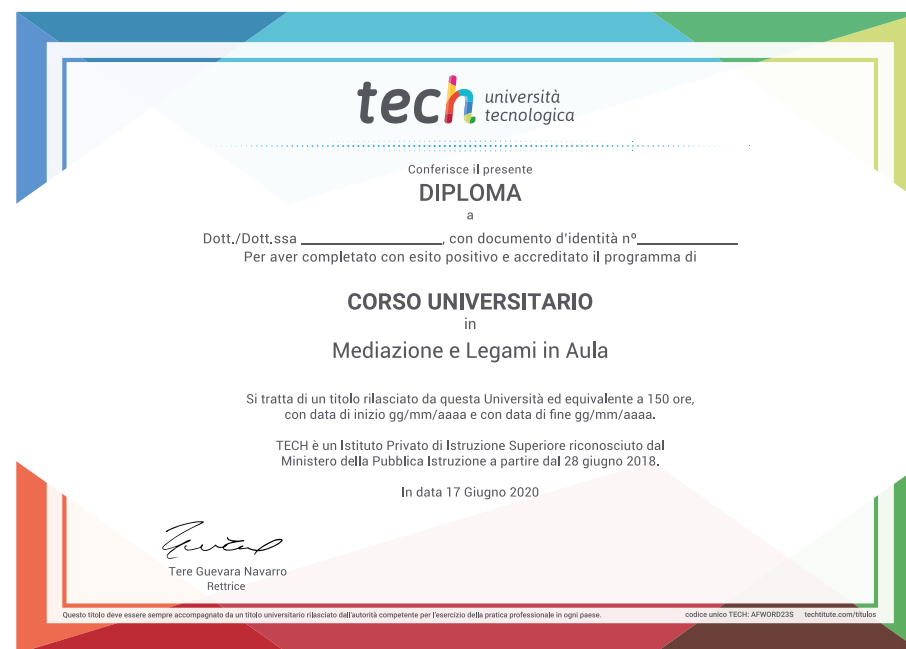 tech università
tecnologica
Conferisce il presente
DIPLOMA
a
Dott./Dott.ssa ____________________, con documento d'identità nº______________
Per aver completato con esito positivo e accreditato il programma di
CORSO UNIVERSITARIO
in
Mediazione e Legami in Aula
Si tratta di un titolo rilasciato da questa Università ed equivalente a 150 ore,
con data di inizio gg/mm/aaaa e con data di fine gg/mm/aaaa.
TECH è un Istituto Privato di Istruzione Superiore riconosciuto dal
Ministero della Pubblica Istruzione a partire dal 28 giugno 2018.
In data 17 Giugno 2020
Tere Guevara Navarro
Rettrice
Questo titolo deve essere sempre accompagnato da un titolo universitario rilasciato dall'autorità competente per l'esercizio della pratica professionale in ogni paese. codice unico TECH: AFWORD23S techtitute.com/titulos